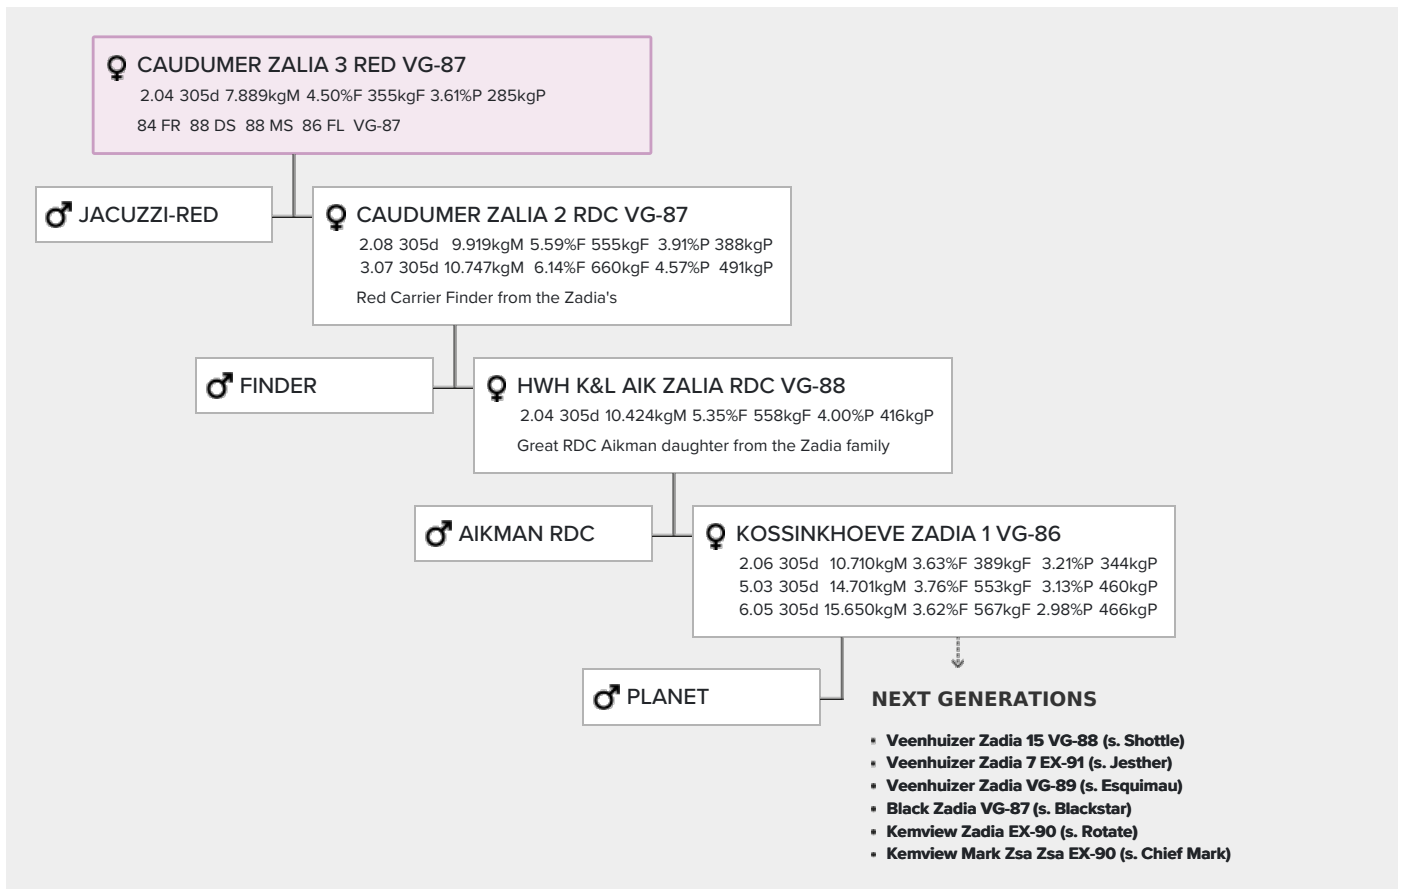 CAUDUMER ZALIA 3 RED VG-87
2.04 305d 7.889kgM 4.50%F 355kgF 3.61%P 285kgP
84 FR 88 DS 88 MS 86 FL VG-87
JACUZZI-RED
CAUDUMER ZALIA 2 RDC VG-87
2.08 305d 9.919kgM 5.59%F 555kgF 3.91%P 388kgP
3.07 305d 10.747kgM 6.14%F 660kgF 4.57%P 491kgP
Red Carrier Finder from the Zadia's
FINDER
HWH K&L AIK ZALIA RDC VG-88
2.04 305d 10.424kgM 5.35%F 558kgF 4.00%P 416kgP
Great RDC Aikman daughter from the Zadia family
AIKMAN RDC
KOSSINKHOEVE ZADIA 1 VG-86
2.06 305d 10.710kgM 3.63%F 389kgF 3.21%P 344kgP
5.03 305d 14.701kgM 3.76%F 553kgF 3.13%P 460kgP
6.05 305d 15.650kgM 3.62%F 567kgF 2.98%P 466kgP
PLANET
NEXT GENERATIONS
Veenhuizer Zadia 15 VG-88 (s. Shottle)
Veenhuizer Zadia 7 EX-91 (s. Jesther)
Veenhuizer Zadia VG-89 (s. Esquimau)
Black Zadia VG-87 (s. Blackstar)
Kemview Zadia EX-90 (s. Rotate)
Kemview Mark Zsa Zsa EX-90 (s. Chief Mark)